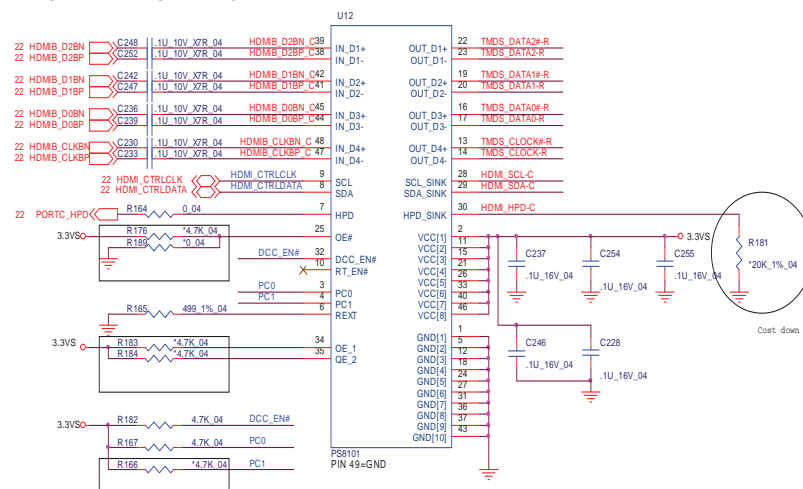 U12
22 HDMIB_D2BN C248 .1U_10V_X7R_04 HDMIB_D2BN_C 39 IN_D1+ OUT_D1+ 22 TMDS_DATA2#-R
22 HDMIB_D2BP C252 .1U_10V_X7R_04 HDMIB_D2BP_C 38 IN_D1- OUT_D1- 23 TMDS_DATA2-R
22 HDMIB_D1BN C242 .1U_10V_X7R_04 HDMIB_D1BN_C 42 IN_D2+ OUT_D2+ 19 TMDS_DATA1#-R
22 HDMIB_D1BP C247 .1U_10V_X7R_04 HDMIB_D1BP_C 41 IN_D2- OUT_D2- 20 TMDS_DATA1-R
22 HDMIB_D0BN C236 .1U_10V_X7R_04 HDMIB_D0BN_C 45 IN_D3+ OUT_D3+ 16 TMDS_DATA0#-R
22 HDMIB_D0BP C239 .1U_10V_X7R_04 HDMIB_D0BP_C 44 IN_D3- OUT_D3- 17 TMDS_DATA0-R
22 HDMIB_CLKBN C230 .1U_10V_X7R_04 HDMIB_CLKBN_C 48 IN_D4+ OUT_D4+ 13 TMDS_CLOCK#-R
22 HDMIB_CLKBP C233 .1U_10V_X7R_04 HDMIB_CLKBP_C 47 IN_D4- OUT_D4- 14 TMDS_CLOCK-R
22 HDMI_CTRLCLK HDMI_CTRLCLK 9 SCL SCL_SINK 28 HDMI_SCL-C
22 HDMI_CTRLDATA HDMI_CTRLDATA 8 SDA SDA_SINK 29 HDMI_SDA-C
22 PORTC_HPD R164 0_04 7 HPD HPD_SINK 30 HDMI_HPD-C
3.3VS R176 *4.7K_04 25 OE#
R189 *0_04
DCC_EN# 32 DCC_EN#
10 RT_EN#
PC0 3 PC0
PC1 4 PC1
R165 499_1%_04 6 REXT
3.3VS R183 *4.7K_04 34 OE_1
R184 *4.7K_04 35 QE_2
VCC[1] 2 3.3VS
VCC[2] 11
VCC[3] 15
VCC[4] 21
VCC[5] 26
VCC[6] 33
VCC[7] 40
VCC[8] 46
C237 .1U_16V_04
C254 .1U_16V_04
C255 .1U_16V_04
R181 *20K_1%_04
Cost down
GND[1] 1
GND[2] 5
GND[3] 12
GND[4] 18
GND[5] 24
GND[6] 27
GND[7] 31
GND[8] 36
GND[9] 37
GND[10] 43
C246 .1U_16V_04
C228 .1U_16V_04
3.3VS R182 4.7K_04 DCC_EN#
R167 4.7K_04 PC0
R166 *4.7K_04 PC1
PS8101
PIN 49=GND